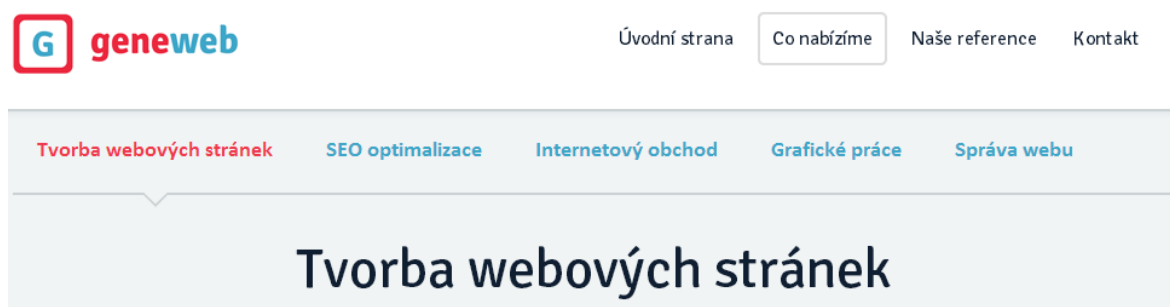 G geneweb Úvodní strana Co nabízíme Naše reference Kontakt
Tvorba webových stránek SEO optimalizace Internetový obchod Grafické práce Správa webu
Tvorba webových stránek